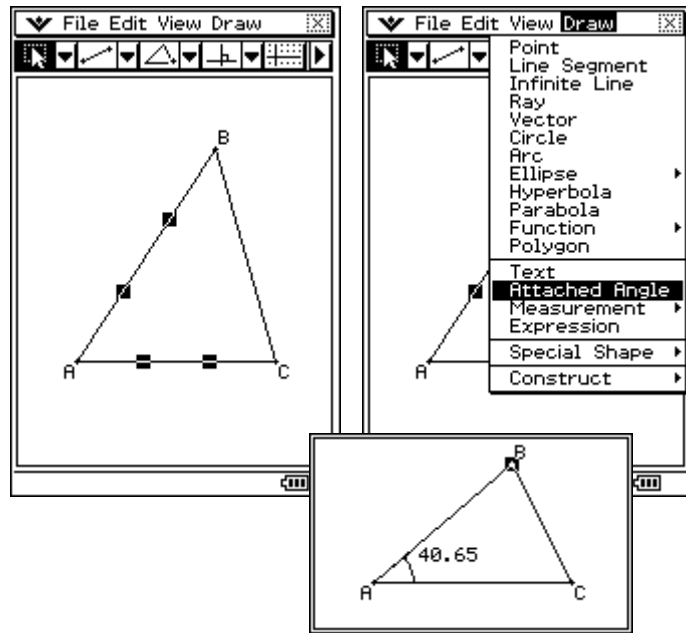 File Edit View Draw
B
A
C
File Edit View Draw
Point
Line Segment
Infinite Line
Ray
Vector
Circle
Arc
Ellipse
Hyperbola
Parabola
Function
Polygon
Text
Attached Angle
Measurement
Expression
Special Shape
Construct
A
B
40.65
A
C